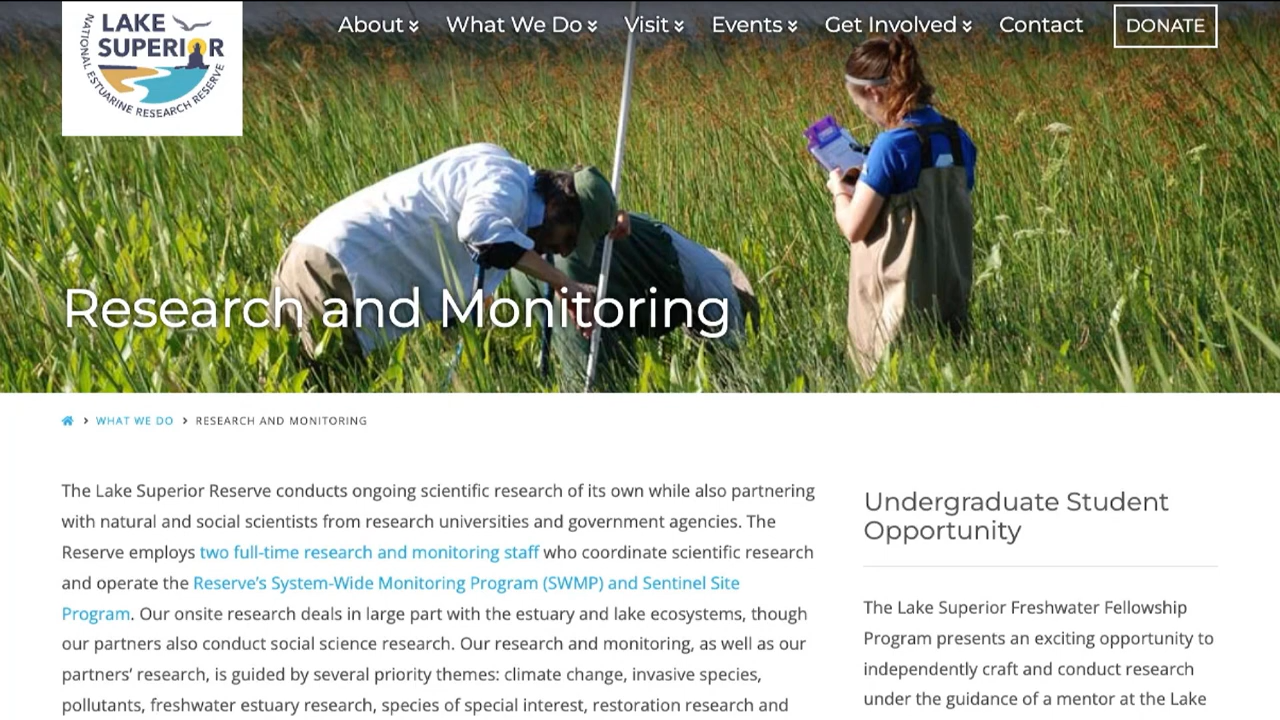 LAKE
SUPERIOR
NATIONAL ESTUARINE RESEARCH RESERVE
About What We Do Visit Events Get Involved Contact DONATE
Research and Monitoring
WHAT WE DO > RESEARCH AND MONITORING
The Lake Superior Reserve conducts ongoing scientific research of its own while also partnering
with natural and social scientists from research universities and government agencies. The
Reserve employs two full-time research and monitoring staff who coordinate scientific research
and operate the Reserve’s System-Wide Monitoring Program (SWMP) and Sentinel Site
Program. Our onsite research deals in large part with the estuary and lake ecosystems, though
our partners also conduct social science research. Our research and monitoring, as well as our
partners’ research, is guided by several priority themes: climate change, invasive species,
pollutants, freshwater estuary research, species of special interest, restoration research and
Undergraduate Student
Opportunity
The Lake Superior Freshwater Fellowship
Program presents an exciting opportunity to
independently craft and conduct research
under the guidance of a mentor at the Lake